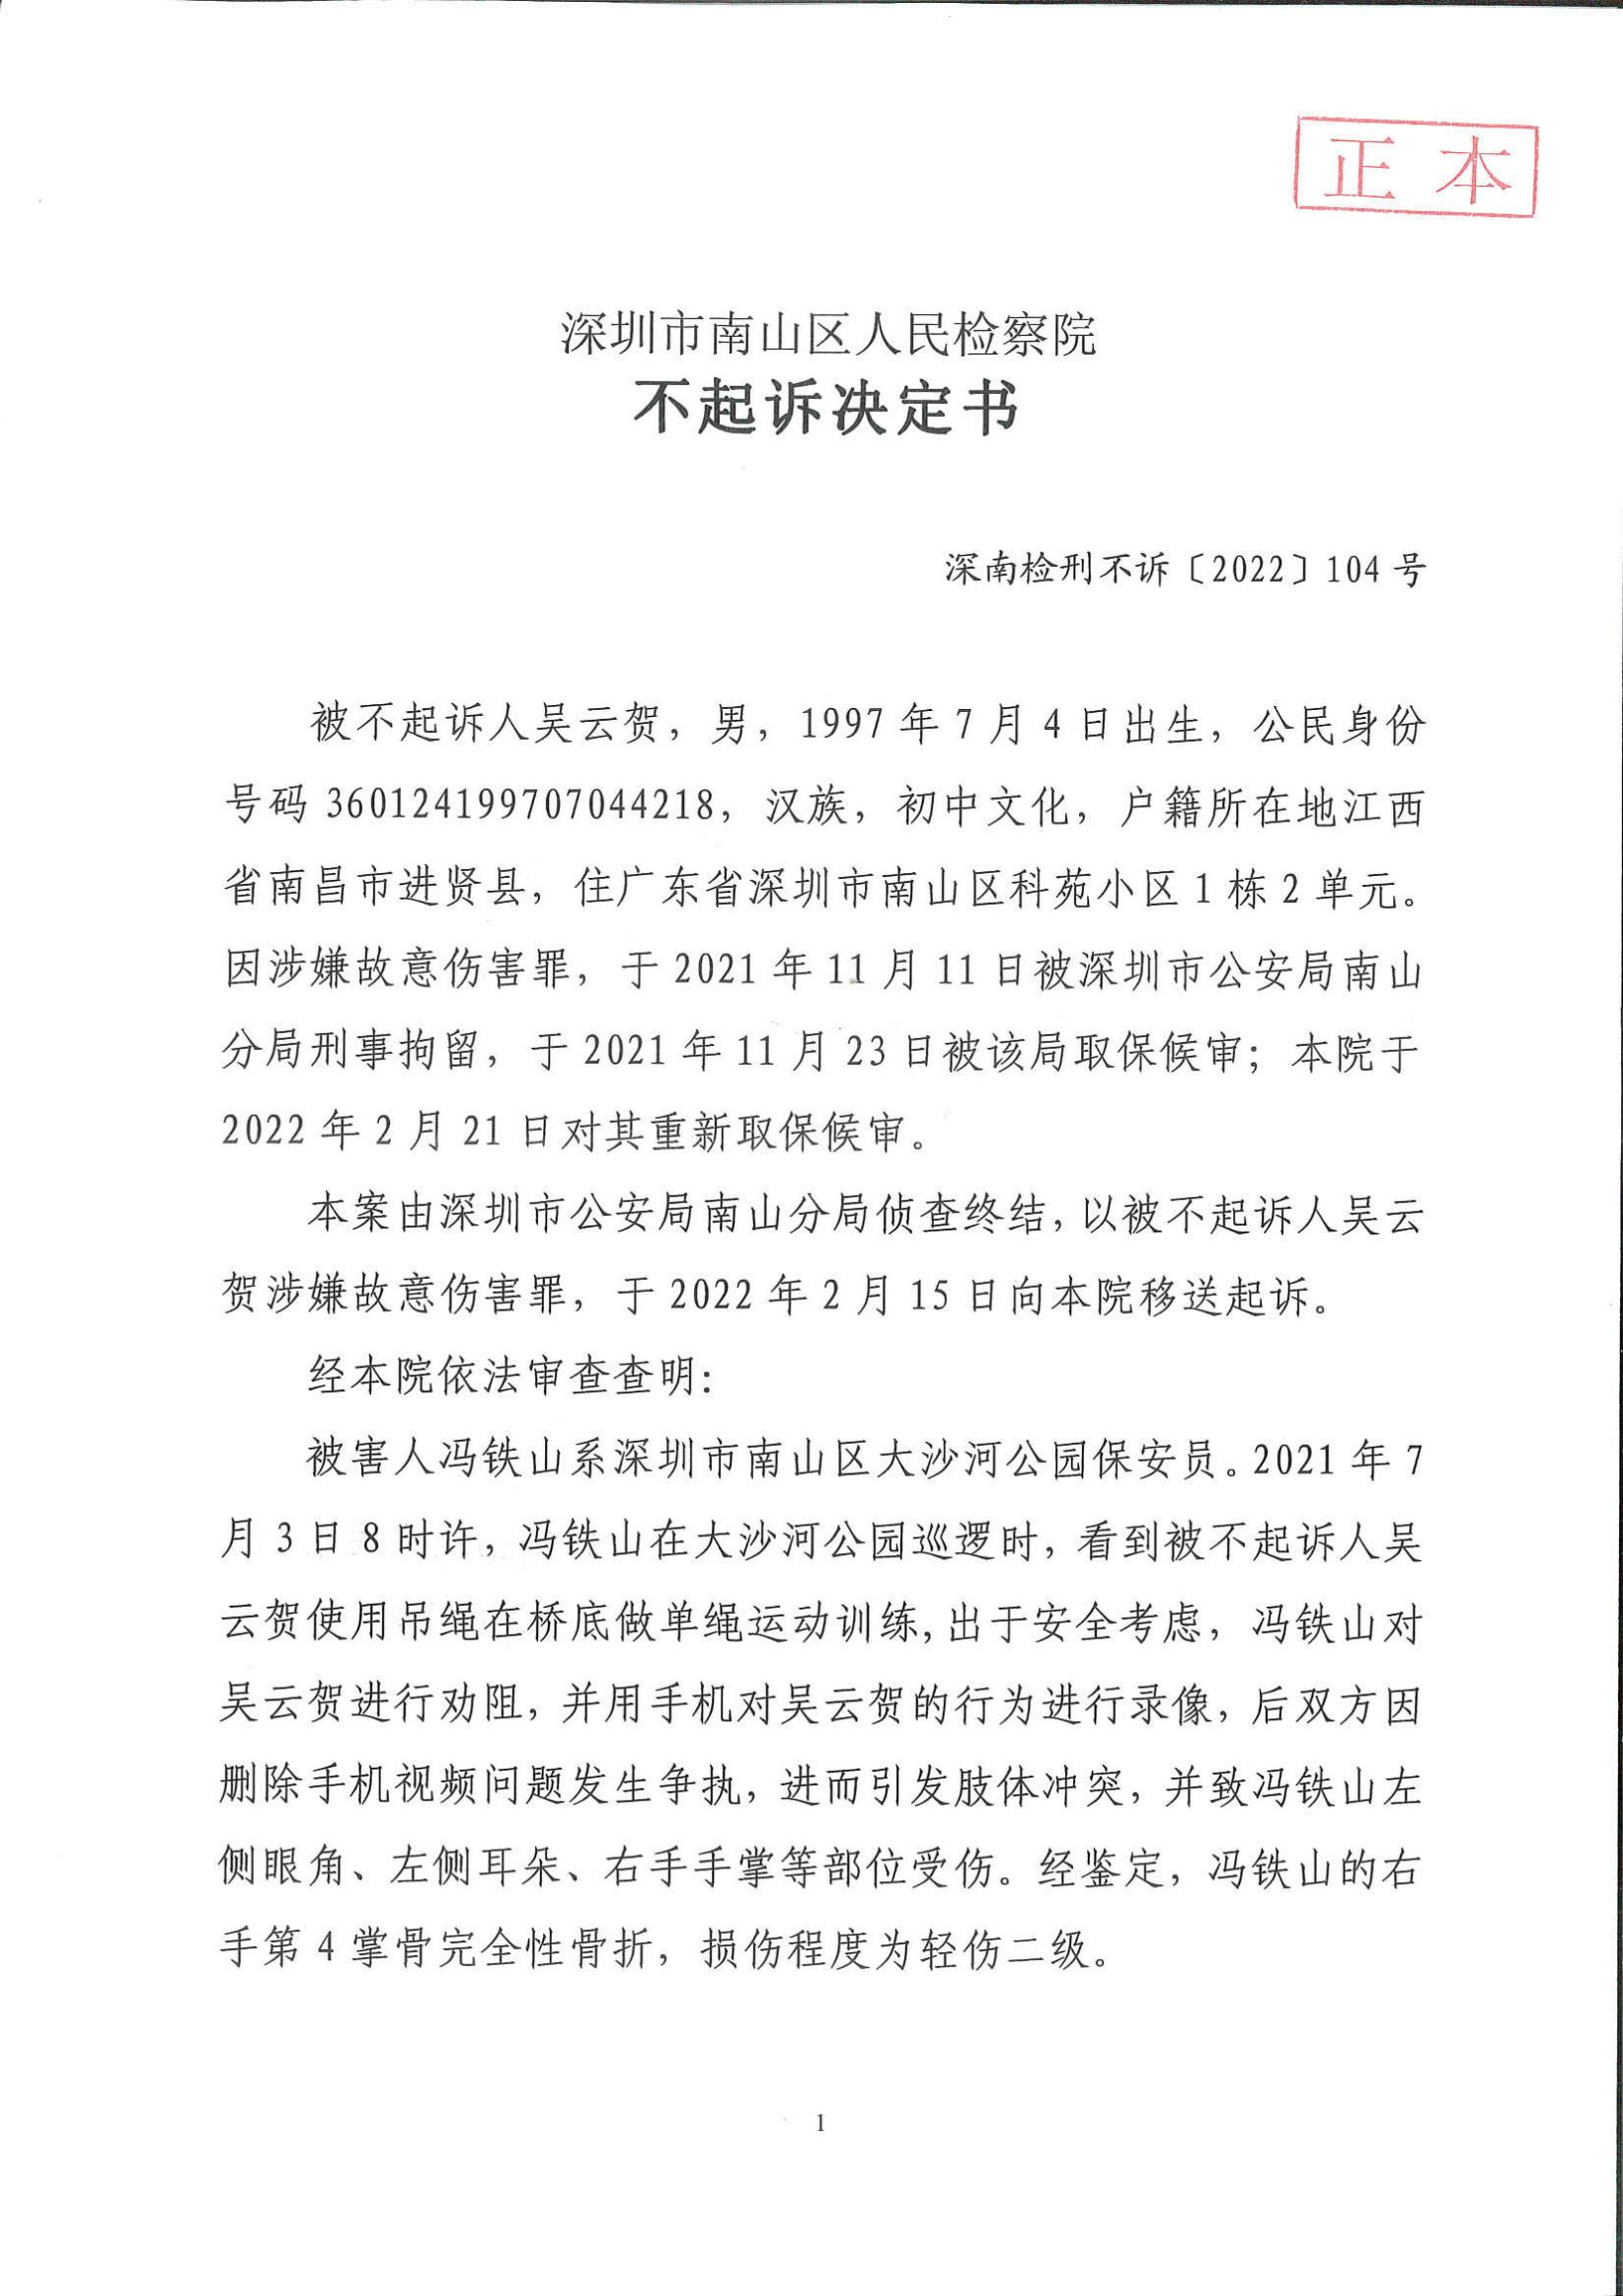 正本
深圳市南山区人民检察院
不起诉决定书
深南检刑不诉〔2022〕104号
被不起诉人吴云贺，男，1997年7月4日出生，公民身份
号码360124199707044218，汉族，初中文化，户籍所在地江西
省南昌市进贤县，住广东省深圳市南山区科苑小区1栋2单元。
因涉嫌故意伤害罪，于2021年11月11日被深圳市公安局南山
分局刑事拘留，于2021年11月23日被该局取保候审；本院于
2022年2月21日对其重新取保候审。
本案由深圳市公安局南山分局侦查终结，以被不起诉人吴云
贺涉嫌故意伤害罪，于2022年2月15日向本院移送起诉。
经本院依法审查查明：
被害人冯铁山系深圳市南山区大沙河公园保安员。2021年7
月3日8时许，冯铁山在大沙河公园巡逻时，看到被不起诉人吴
云贺使用吊绳在桥底做单绳运动训练，出于安全考虑，冯铁山对
吴云贺进行劝阻，并用手机对吴云贺的行为进行录像，后双方因
删除手机视频问题发生争执，进而引发肢体冲突，并致冯铁山左
侧眼角、左侧耳朵、右手手掌等部位受伤。经鉴定，冯铁山的右
手第4掌骨完全性骨折，损伤程度为轻伤二级。
1